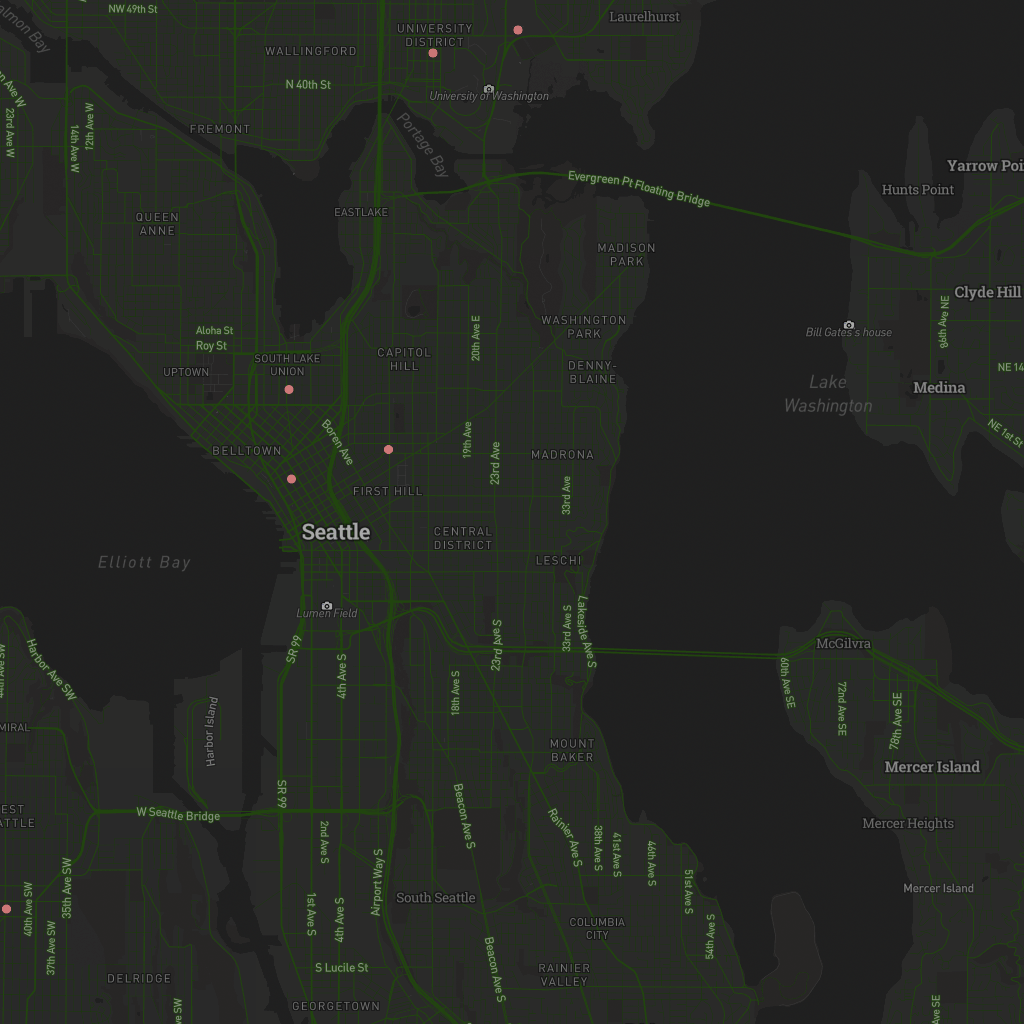 NW 49th St
Laurelhurst
UNIVERSITY
DISTRICT
WALLINGFORD
N 40th St
University of Washington
12th Ave W
14th Ave W
23rd Ave W
FREMONT
Portage Bay
Evergreen Pt Floating Bridge
Hunts Point
QUEEN
ANNE
EASTLAKE
MADISON
PARK
Clyde Hill
86th Ave NE
Aloha St
Roy St
20th Ave E
WASHINGTON
PARK
Bill Gates's house
SOUTH LAKE
UNION
UPTOWN
CAPITOL
HILL
DENNY-
BLAINE
Lake
Washington
Medina
NE 1st St
Boren Ave
BELLTOWN
19th Ave
23rd Ave
MADRONA
FIRST HILL
33rd Ave
Seattle
CENTRAL
DISTRICT
Elliott Bay
LESCHI
Lumen Field
Lakeside Ave S
33rd Ave S
23rd Ave S
SR 99
4th Ave S
Harbor Ave SW
McGilvra
60th Ave SE
72nd Ave SE
78th Ave SE
18th Ave S
Harbor Island
MOUNT
BAKER
Mercer Island
SR 99
W Seattle Bridge
Beacon Ave S
Rainier Ave S
38th Ave S
41st Ave S
46th Ave S
Mercer Heights
2nd Ave S
Airport Way S
35th Ave SW
40th Ave SW
37th Ave SW
1st Ave S
4th Ave S
South Seattle
51st Ave S
54th Ave S
Mercer Island
COLUMBIA
CITY
Beacon Ave S
S Lucile St
RAINIER
VALLEY
DELRIDGE
GEORGETOWN